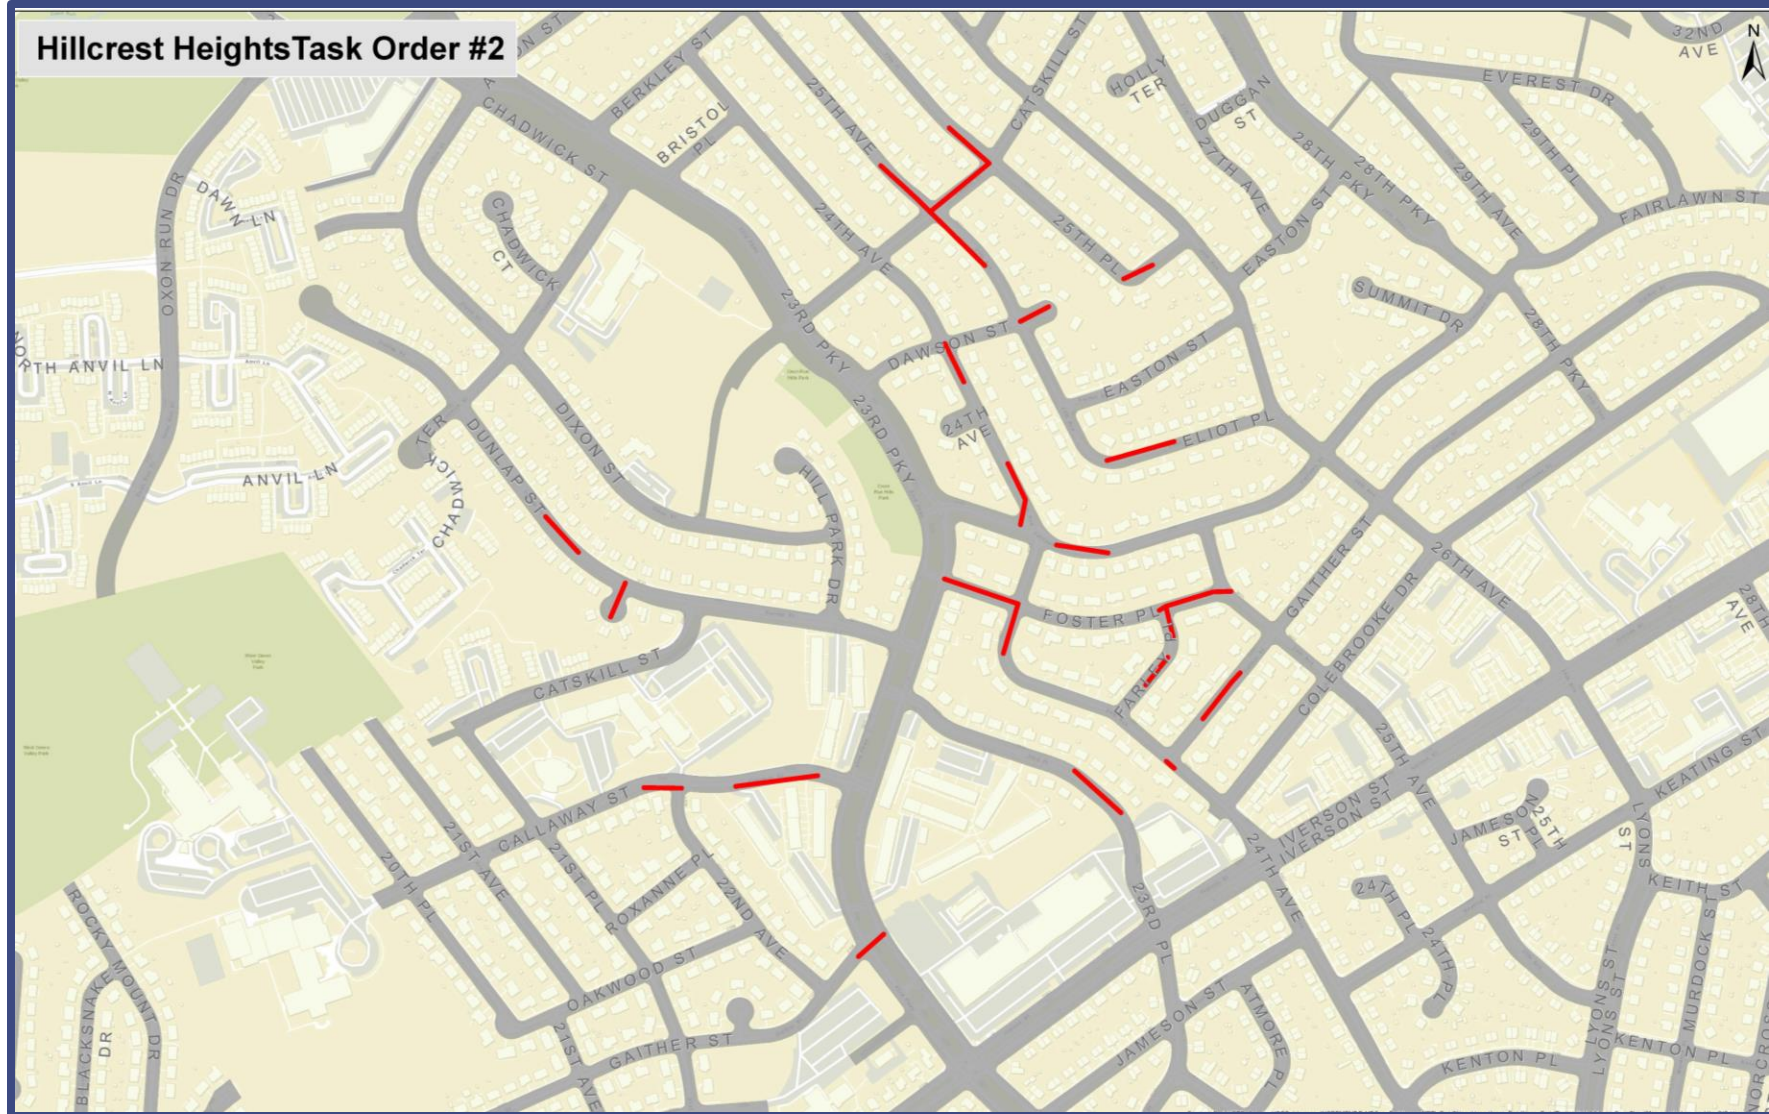 Hillcrest HeightsTask Order #2
N
32ND
AVE
BERKLEY ST
CATSKILL ST
HOLLY
TER
EVEREST DR
DUGGAN
ST
25TH AVE
CHADWICK ST
BRISTOL
PL
28TH
PKY
28TH PKY
27TH AVE
29TH PL
29TH AVE
FAIRLAWN ST
OXON RUN DR
DAWN LN
CHADWICK
CT
24TH AVE
25TH PL
EASTON ST
SUMMIT DR
28TH PKY
23RD PKY
NORTH ANVIL LN
DAWSON ST
EASTON ST
23RD PKY
24TH
AVE
ELIOT PL
DIXON ST
DUNLAP ST
CHADWICK
TER
ANVIL LN
HILL PARK DR
GAITHER ST
26TH AVE
COLEBROOKE DR
28TH
AVE
FOSTER PL
FARLEY PL
CATSKILL ST
25TH AVE
IVERSON ST
IVERSON ST
KEATING ST
LYONS
ST
JAMESON
ST
25TH
PL
CALLAWAY ST
20TH PL
21ST AVE
21ST PL
ROXANNE PL
22ND AVE
24TH AVE
24TH PL
24TH PL
KEITH ST
MURDOCK ST
23RD PL
OAKWOOD ST
ROCKY MOUNT DR
BLACKSNAKE
DR
GAITHER ST
21ST AVE
JAMESON ST
ATMORE PL
LYONS ST
LYONS ST
KENTON PL
KENTON PL